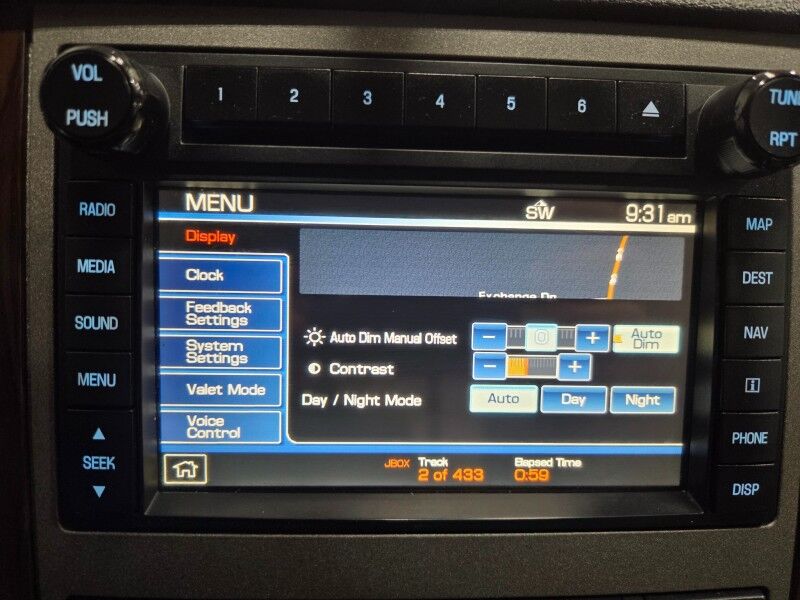 VOL
PUSH
1 2 3 4 5 6
TUN
RPT
RADIO
MEDIA
SOUND
MENU
SEEK
MENU
SW
9:31 am
Display
Clock
Feedback
Settings
System
Settings
Valet Mode
Voice
Control
Exchange Dr
Auto Dim Manual Offset
- +
Auto
Dim
Contrast
- +
Day / Night Mode
Auto Day Night
JBOX
Track
2 of 433
Elapsed Time
0:59
MAP
DEST
NAV
i
PHONE
DISP